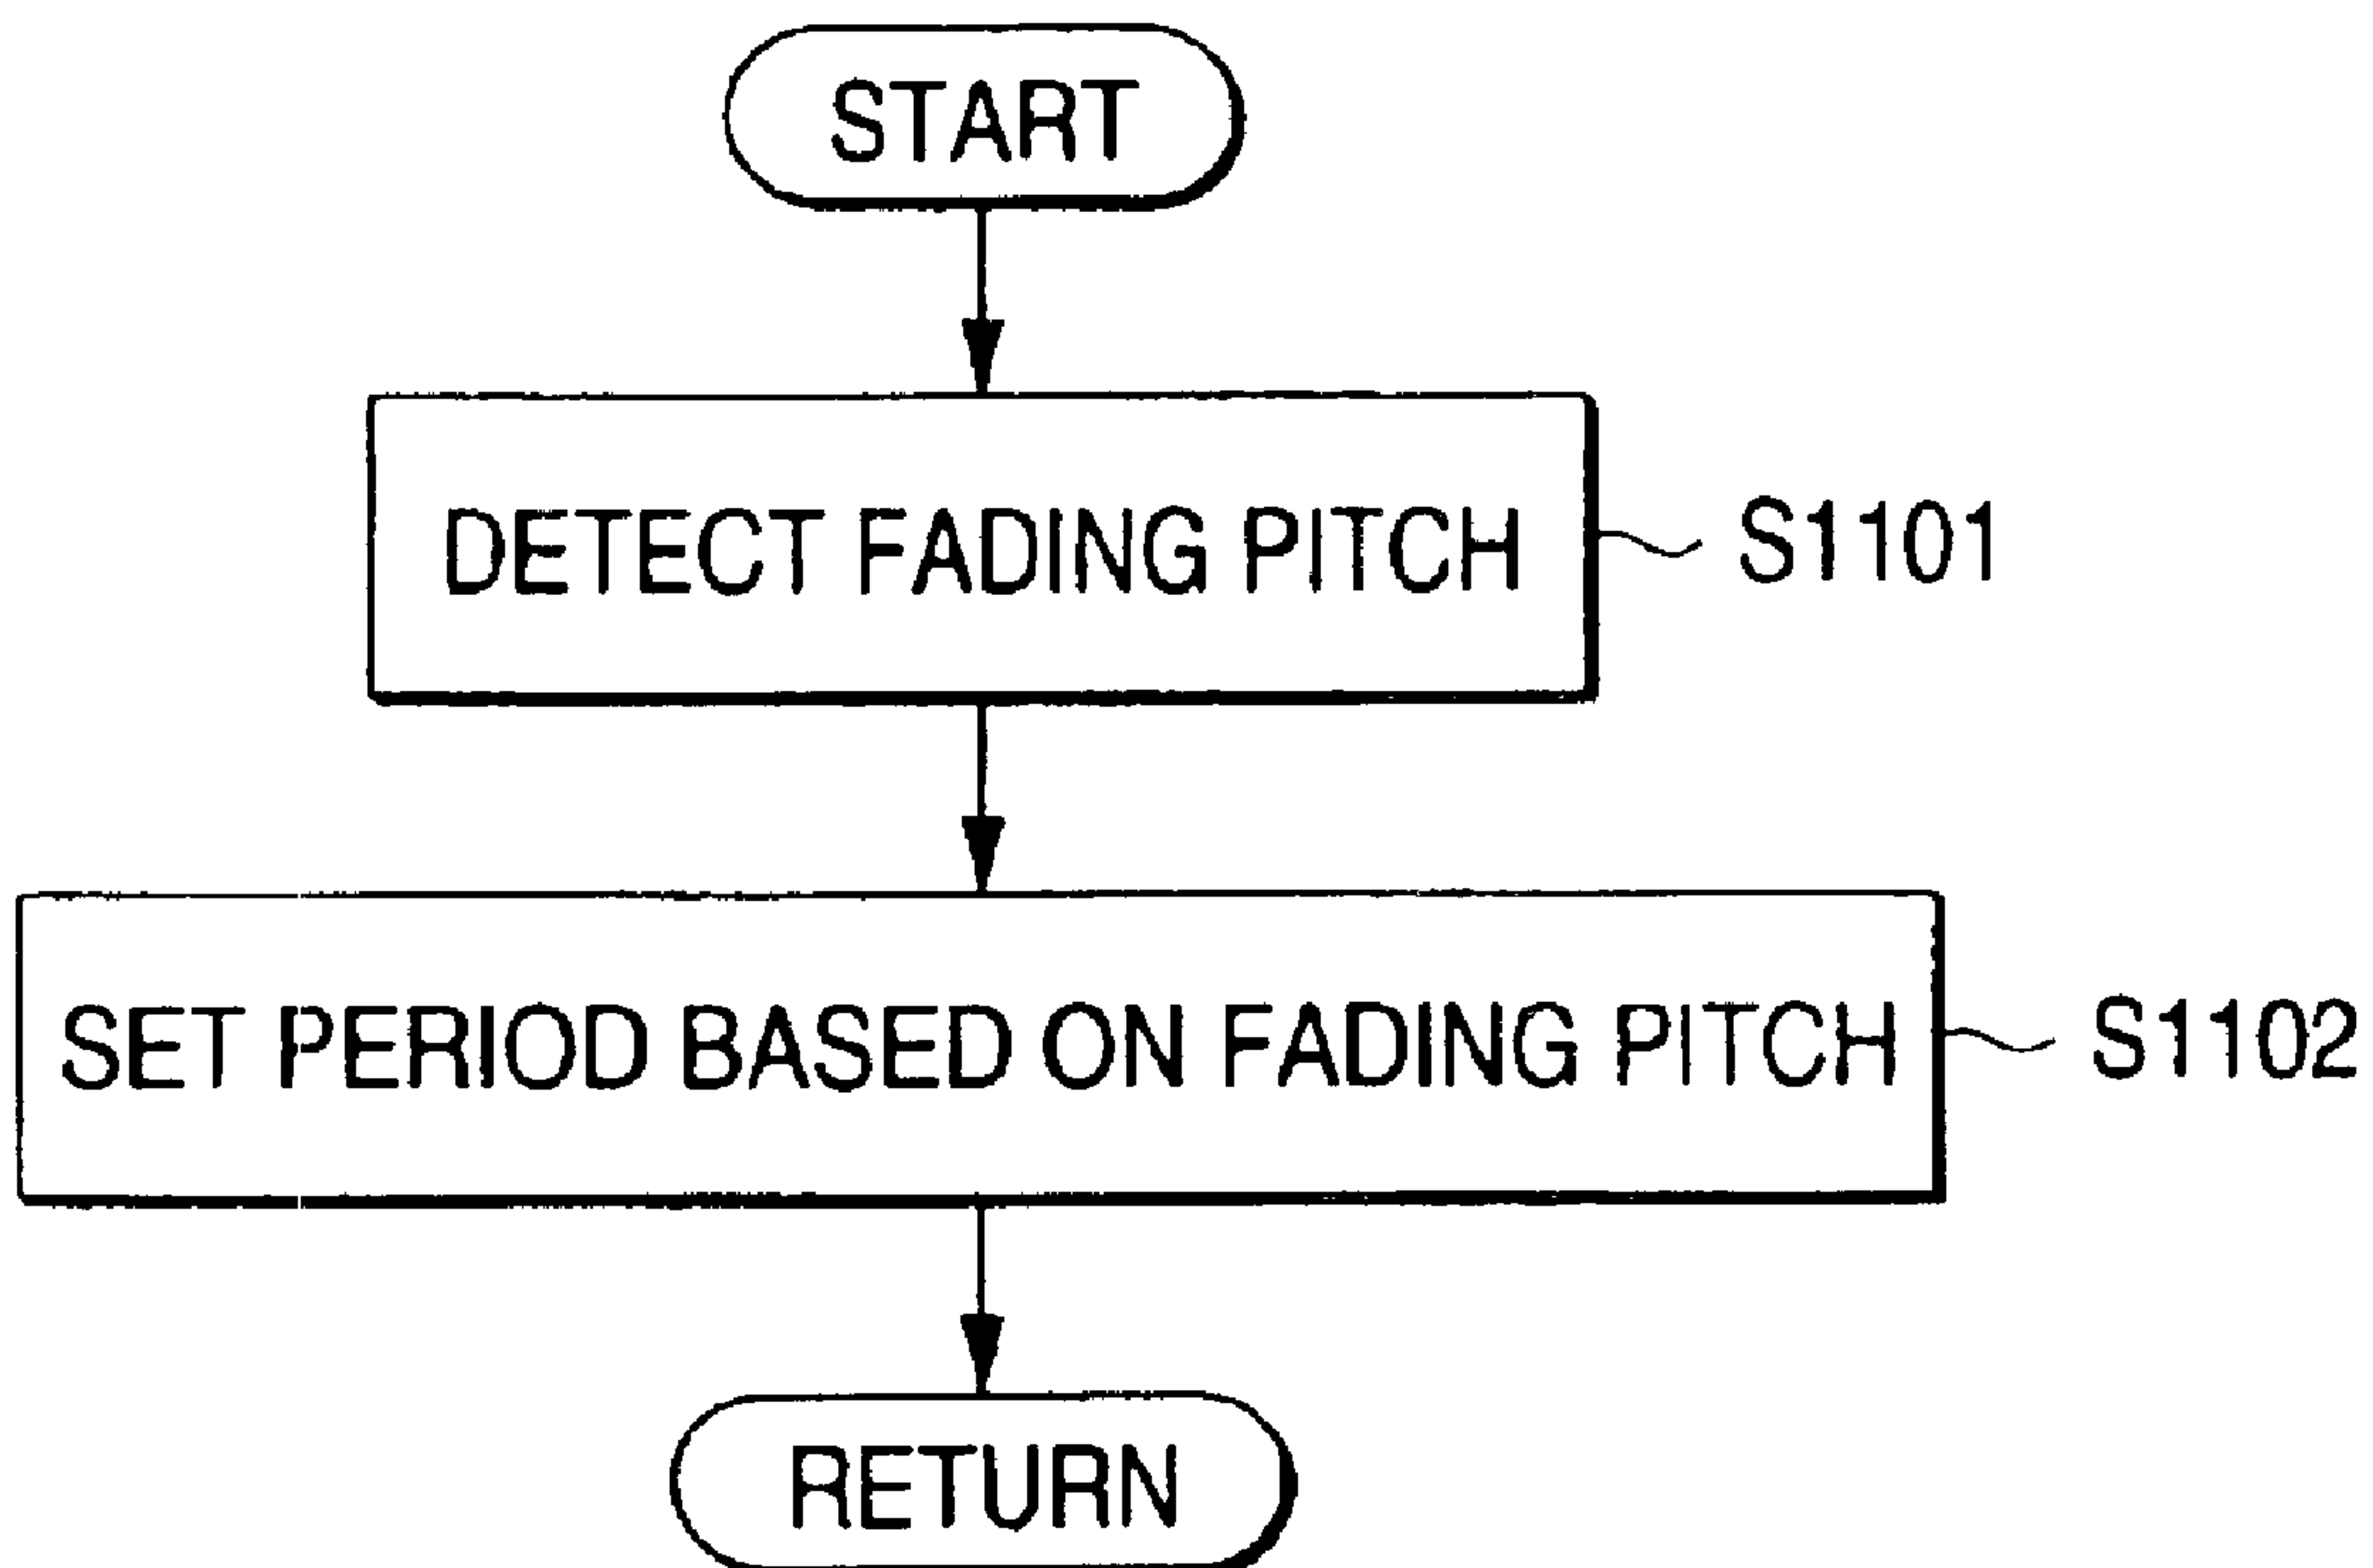 START
DETECT FADING PITCH
S1101
SET PERIOD BASED ON FADING PITCH
S1102
RETURN